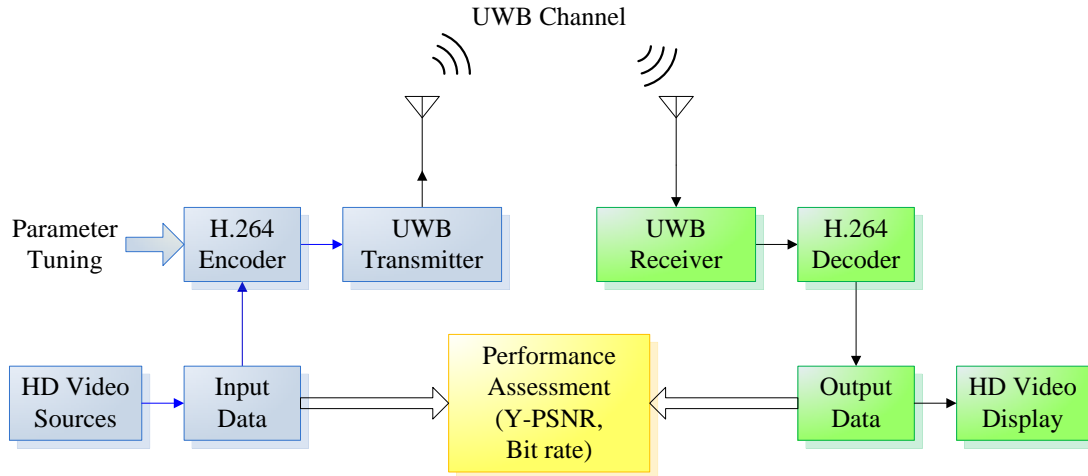 UWB Channel
Parameter
Tuning
H.264
Encoder
UWB
Transmitter
UWB
Receiver
H.264
Decoder
HD Video
Sources
Input
Data
Performance
Assessment
(Y-PSNR,
Bit rate)
Output
Data
HD Video
Display